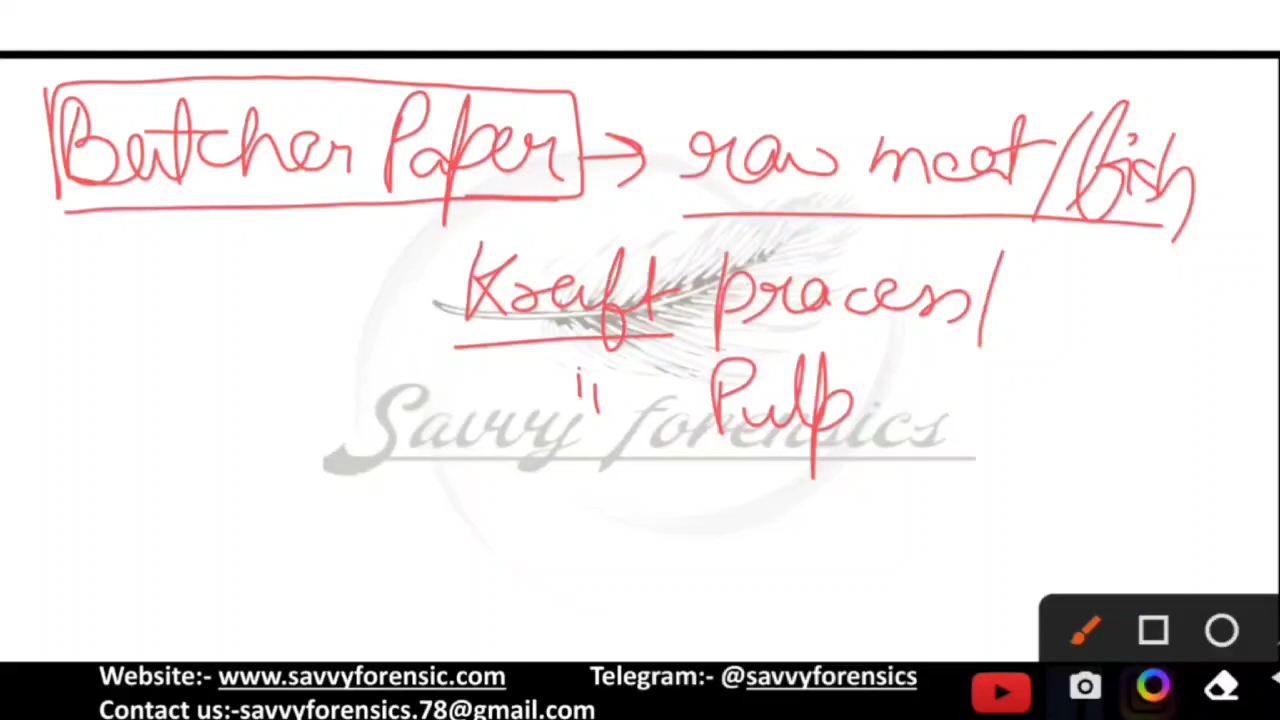 Butcher Paper → raw meat/fish
Kraft process/
" Pulp
Savvy forensics
Website:- www.savvyforensic.com Telegram:- @savvyforensics
Contact us:-savvyforensics.78@gmail.com